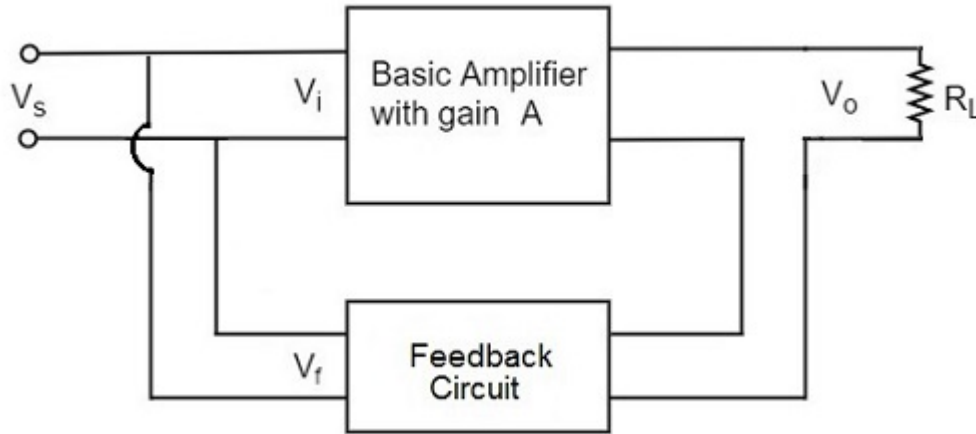 Basic Amplifier
with gain A
Vs
Vi
Vo
RL
Vf
Feedback
Circuit